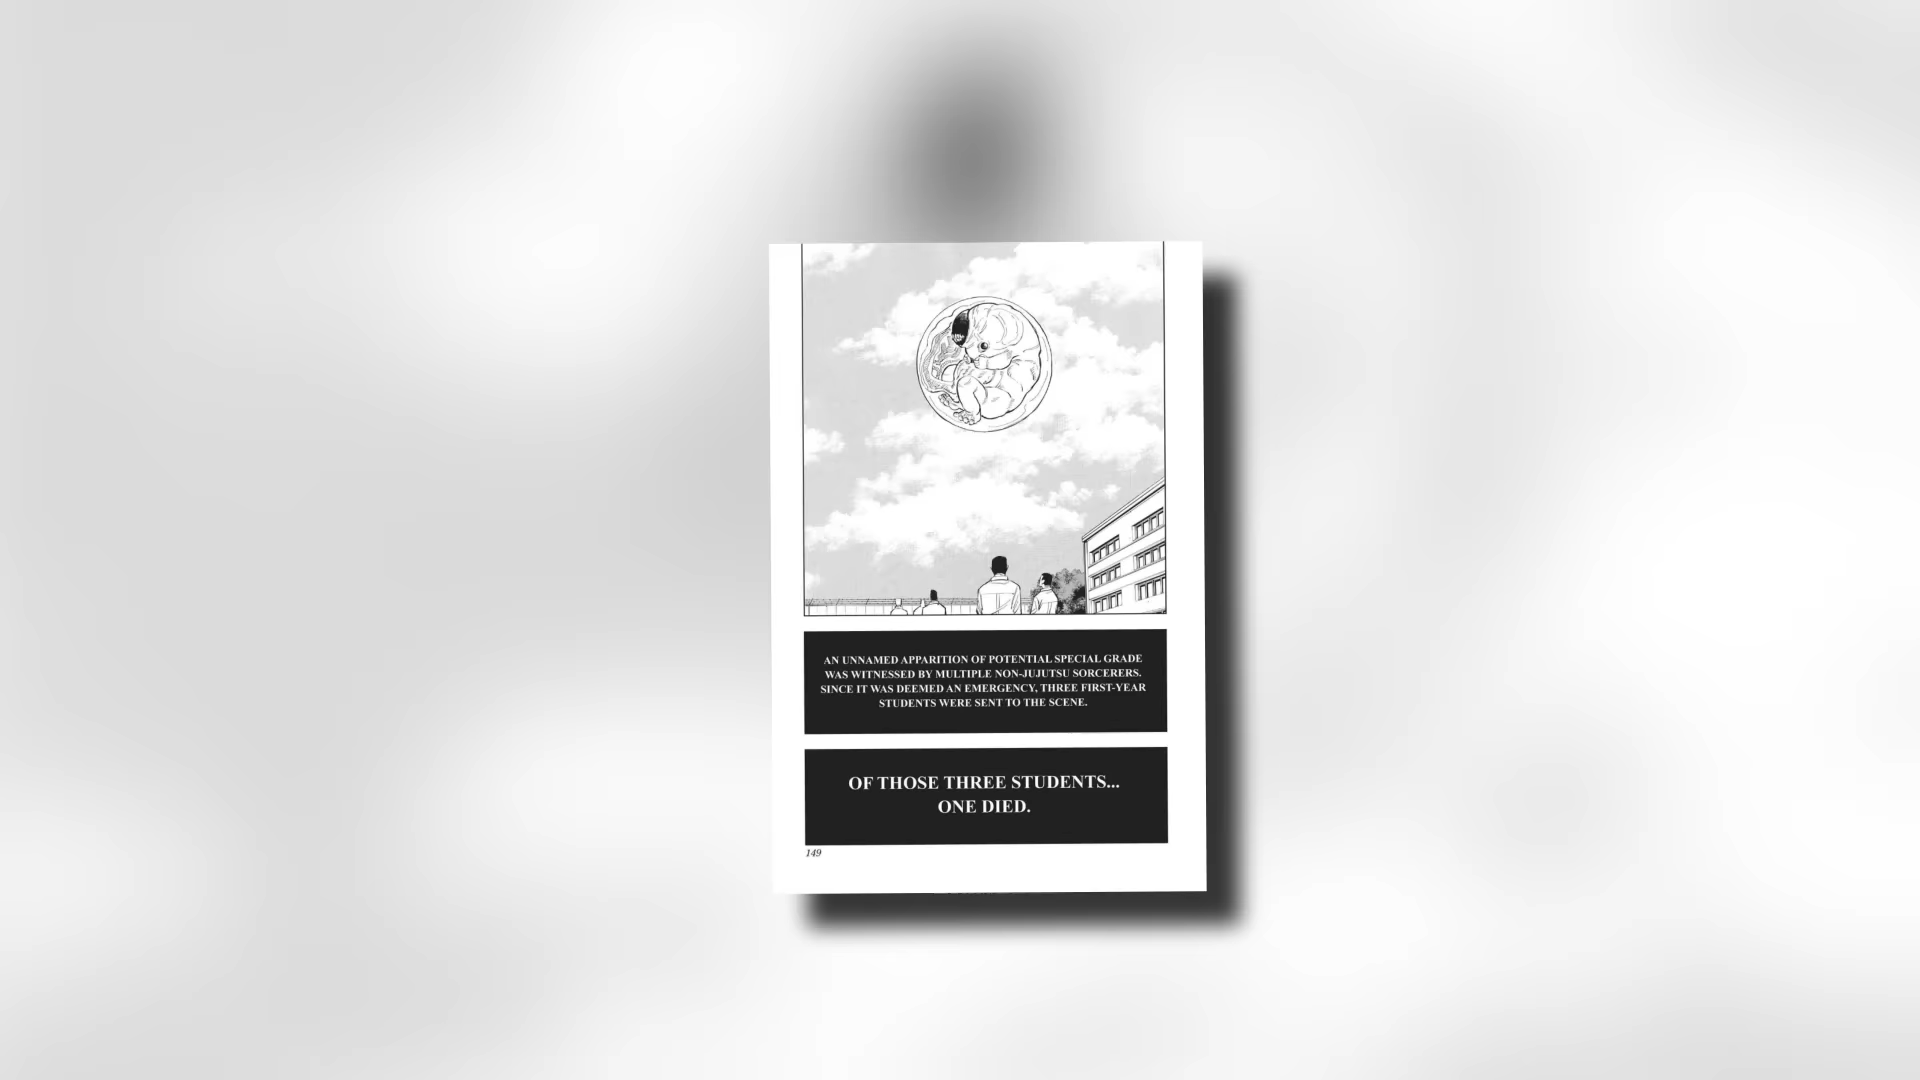 AN UNNAMED APPARITION OF POTENTIAL SPECIAL GRADE
WAS WITNESSED BY MULTIPLE NON-JUJUTSU SORCERERS.
SINCE IT WAS DEEMED AN EMERGENCY, THREE FIRST-YEAR
STUDENTS WERE SENT TO THE SCENE.
OF THOSE THREE STUDENTS...
ONE DIED.
149